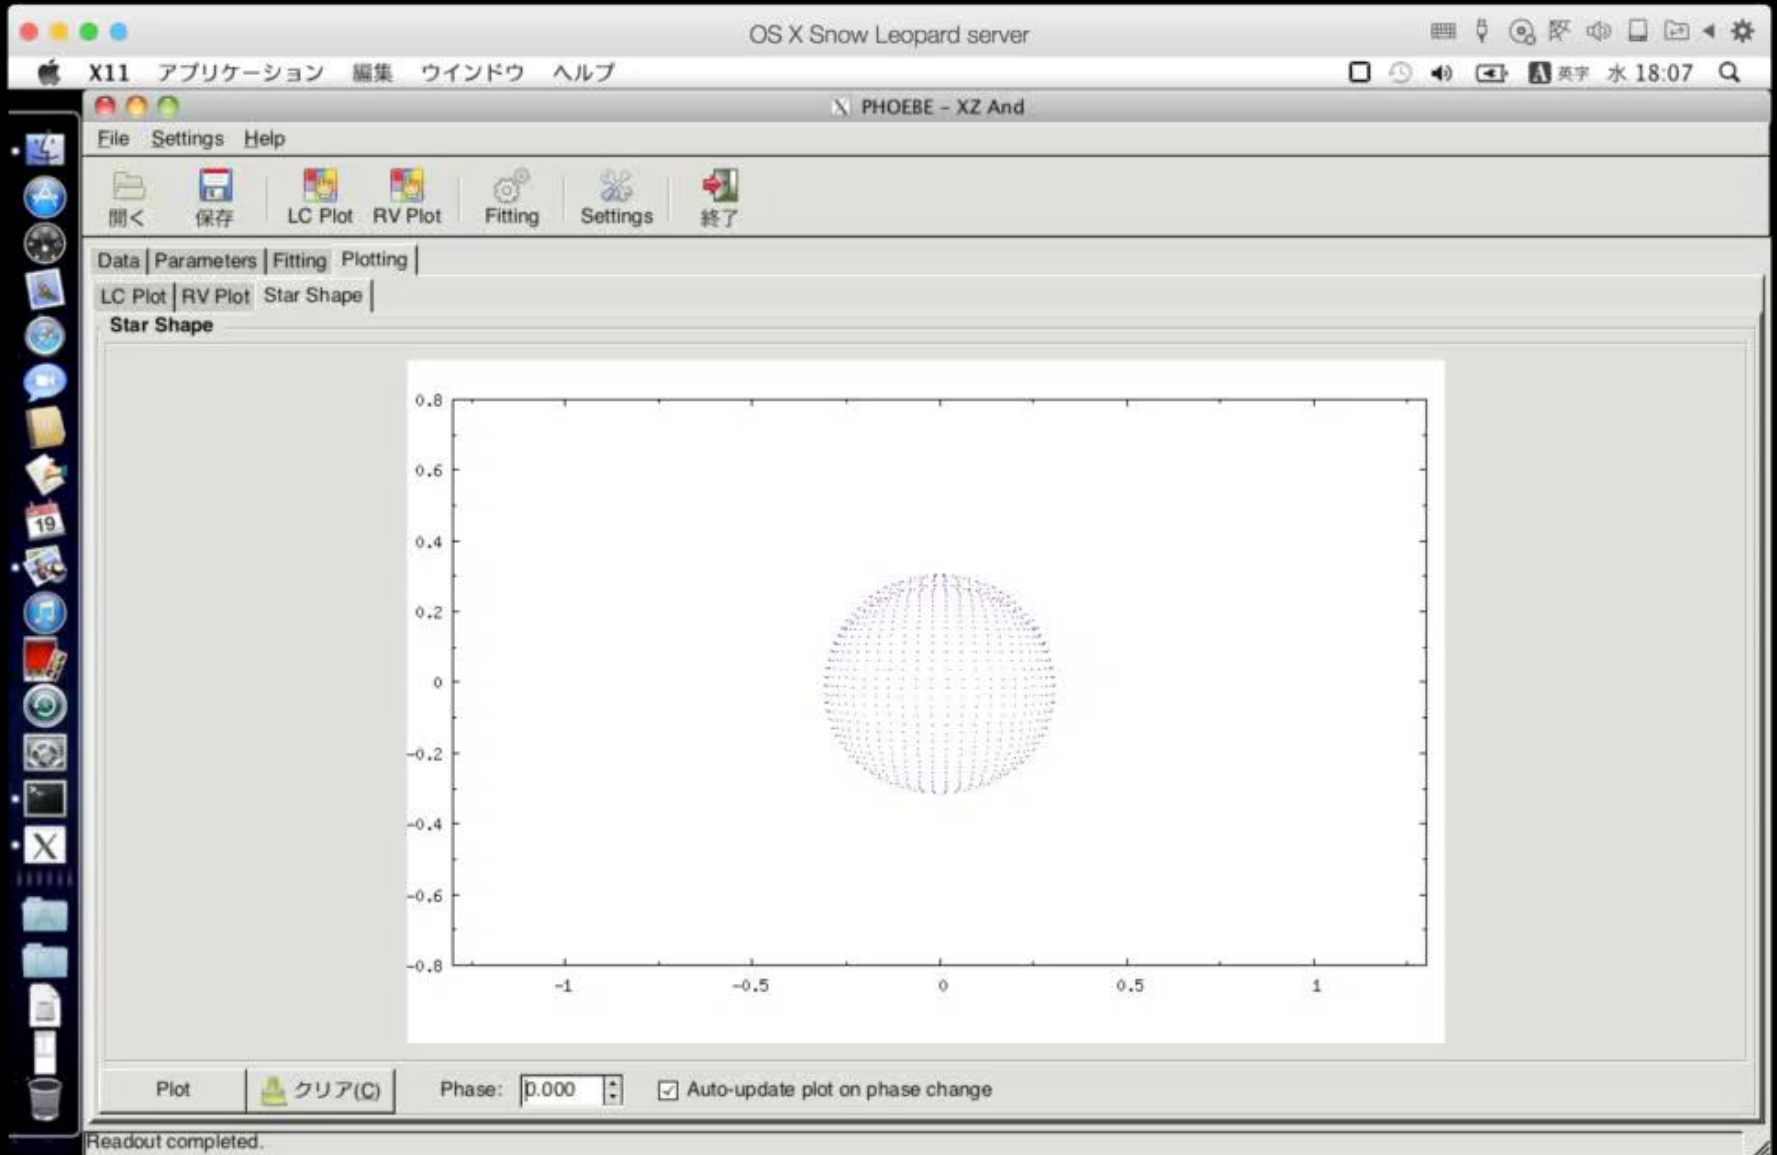 OS X Snow Leopard server
X11 アプリケーション 編集 ウインドウ ヘルプ 英字 水 18:07
PHOEBE – XZ And
File Settings Help
開く 保存 LC Plot RV Plot Fitting Settings 終了
Data Parameters Fitting Plotting
LC Plot RV Plot Star Shape
Star Shape
0.8
0.6
0.4
0.2
0
-0.2
-0.4
-0.6
-0.8
-1 -0.5 0 0.5 1
19
Plot クリア(C) Phase: 0.000 Auto-update plot on phase change
Readout completed.